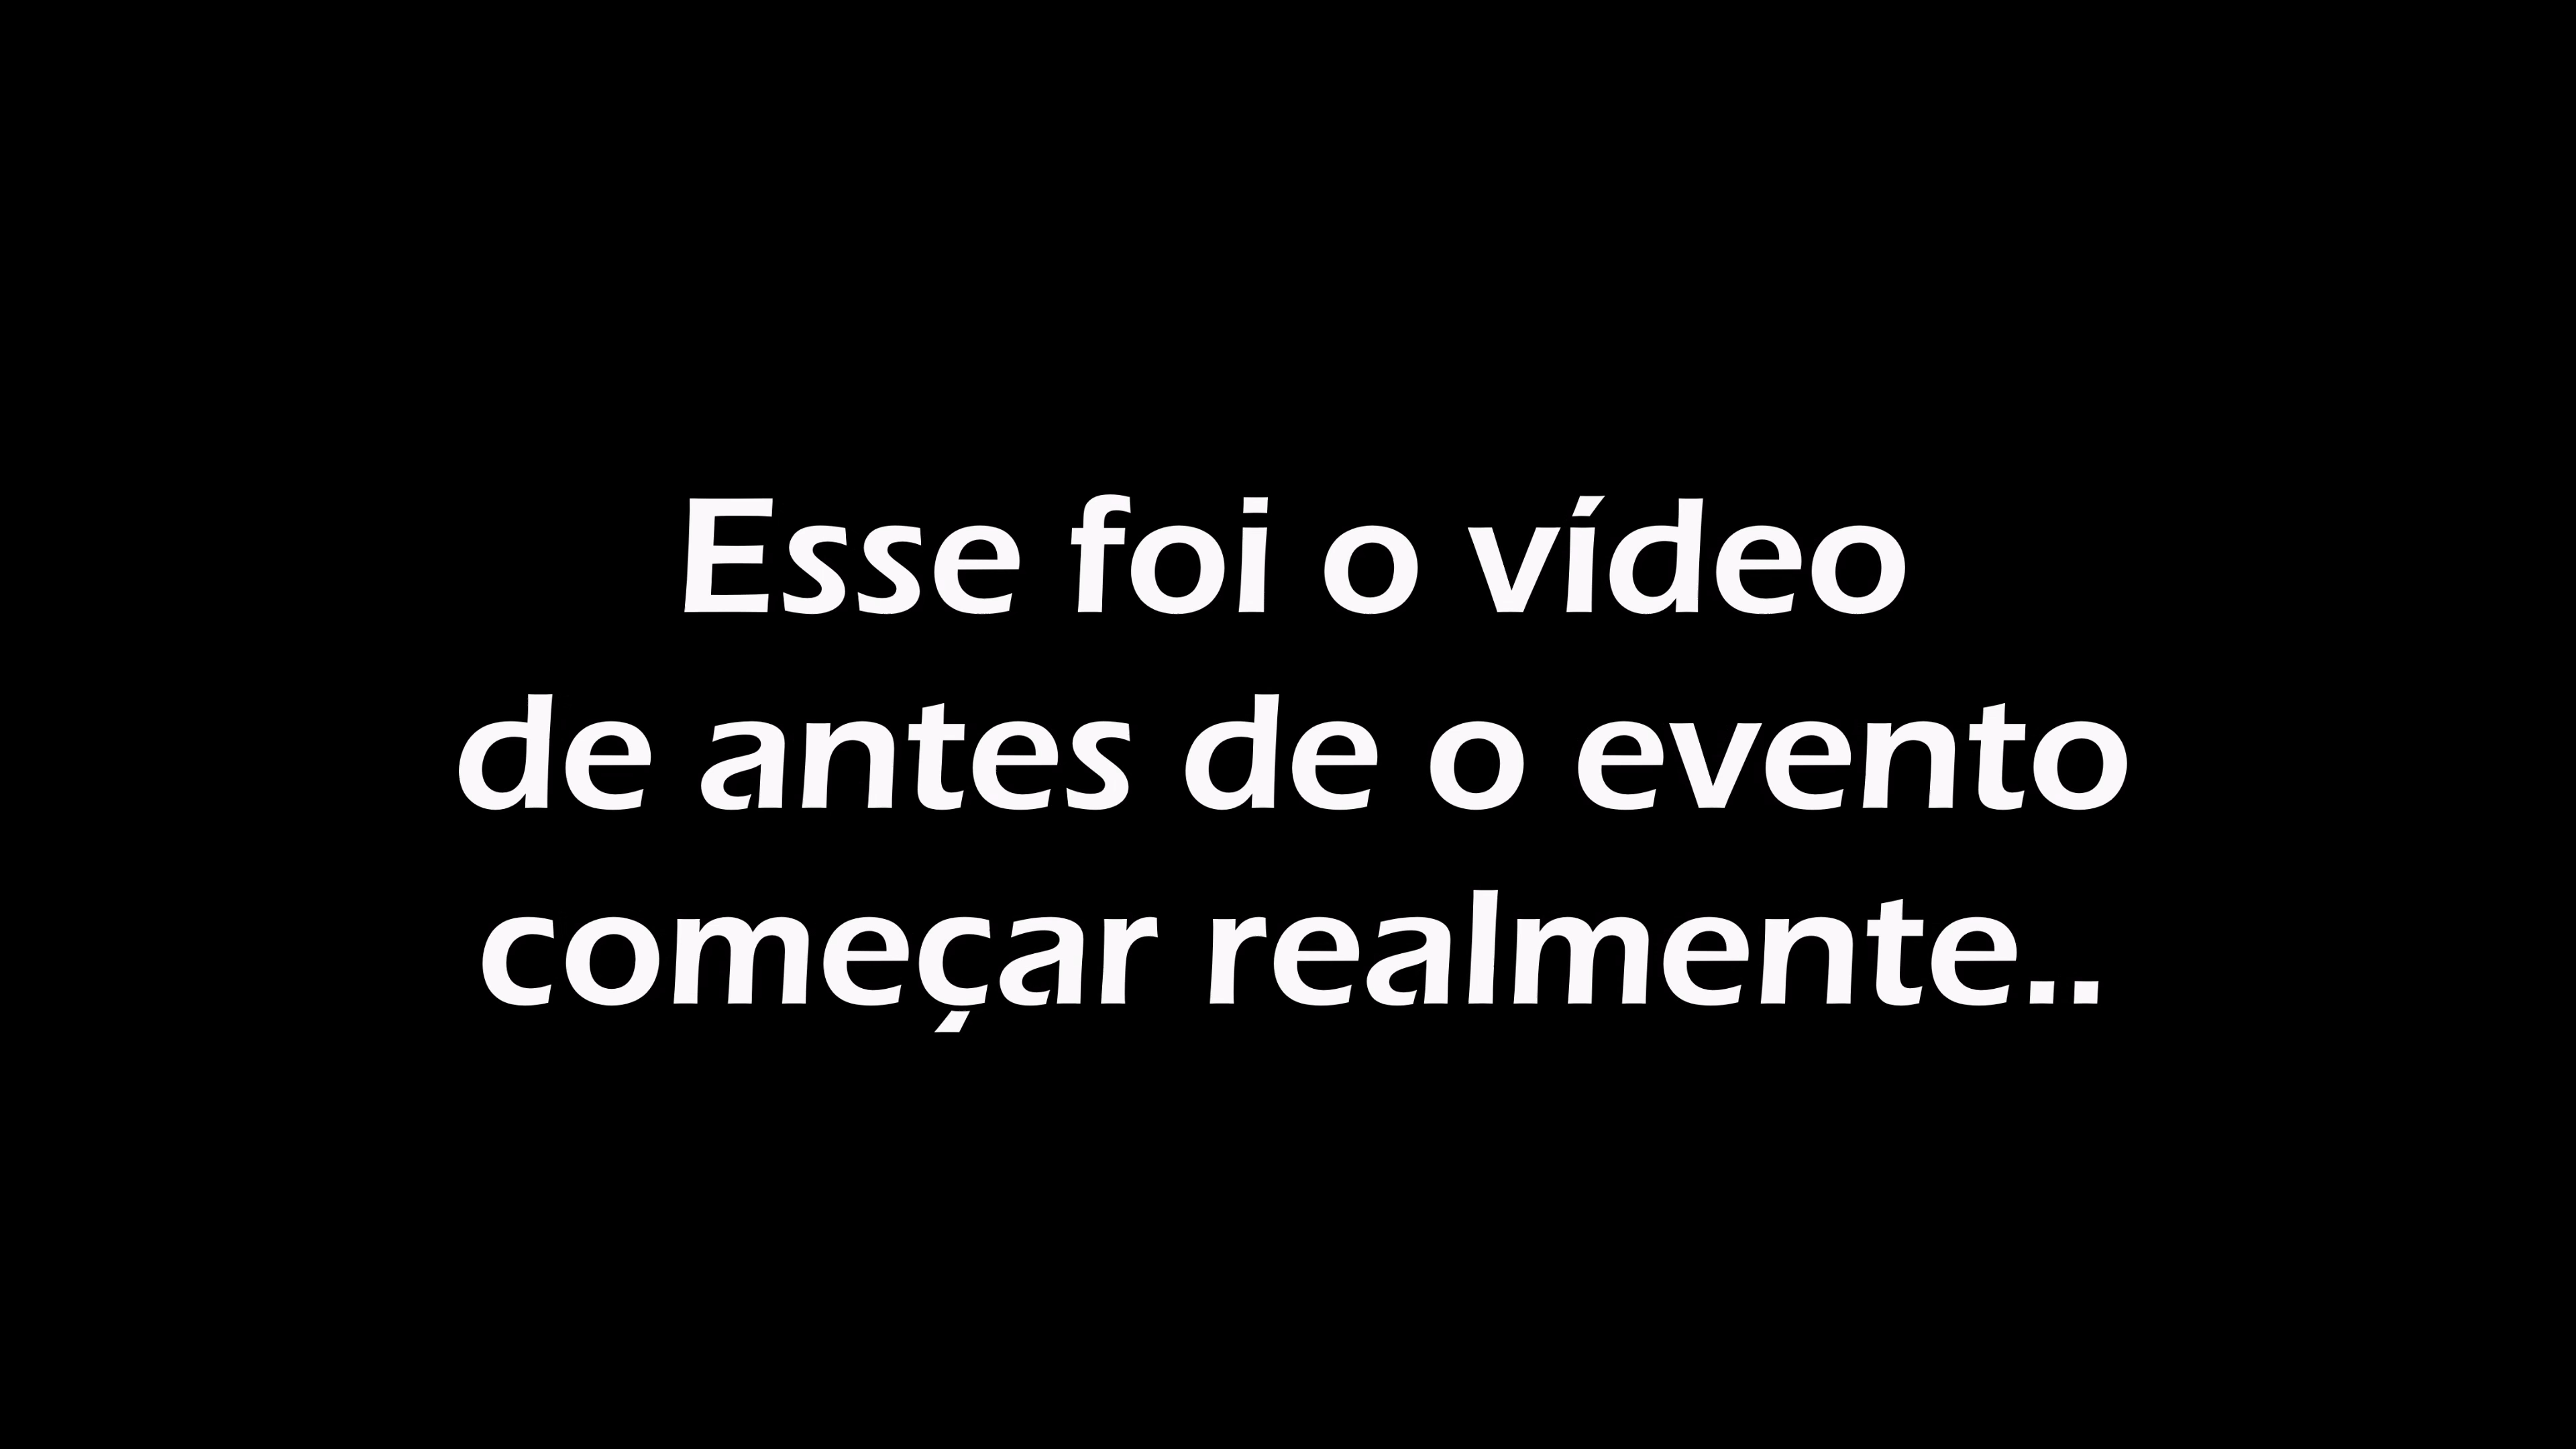 Esse foi o vídeo
de antes de o evento
começar realmente..